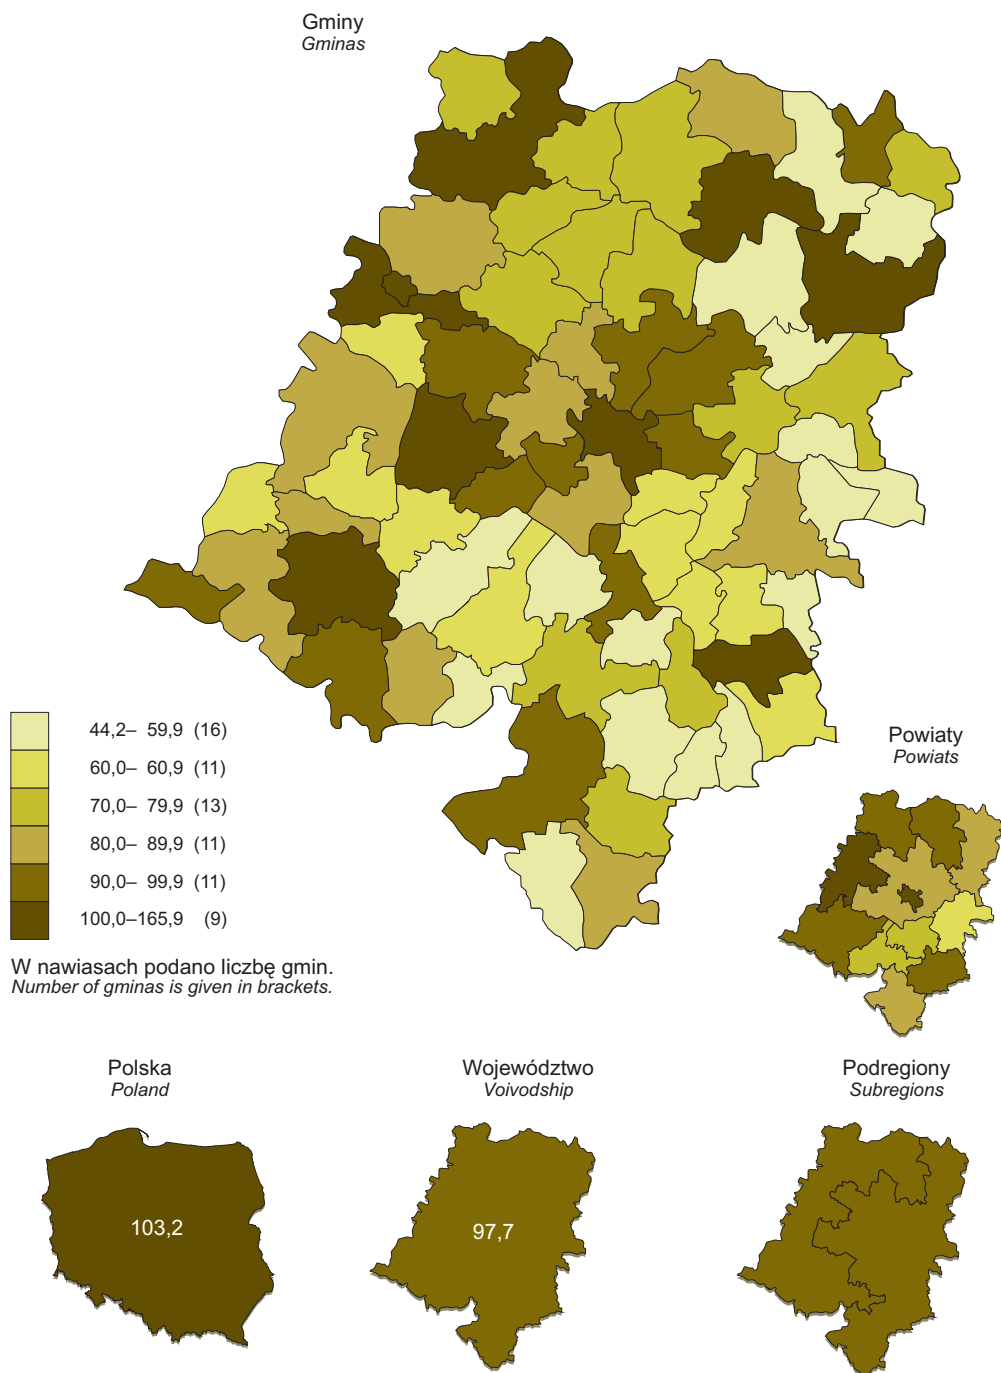 Gminy
Gminas
44,2– 59,9 (16)
60,0– 60,9 (11)
70,0– 79,9 (13)
80,0– 89,9 (11)
90,0– 99,9 (11)
100,0–165,9 (9)
W nawiasach podano liczbę gmin.
Number of gminas is given in brackets.
Powiaty
Powiats
Polska
Poland
103,2
Województwo
Voivodship
97,7
Podregiony
Subregions